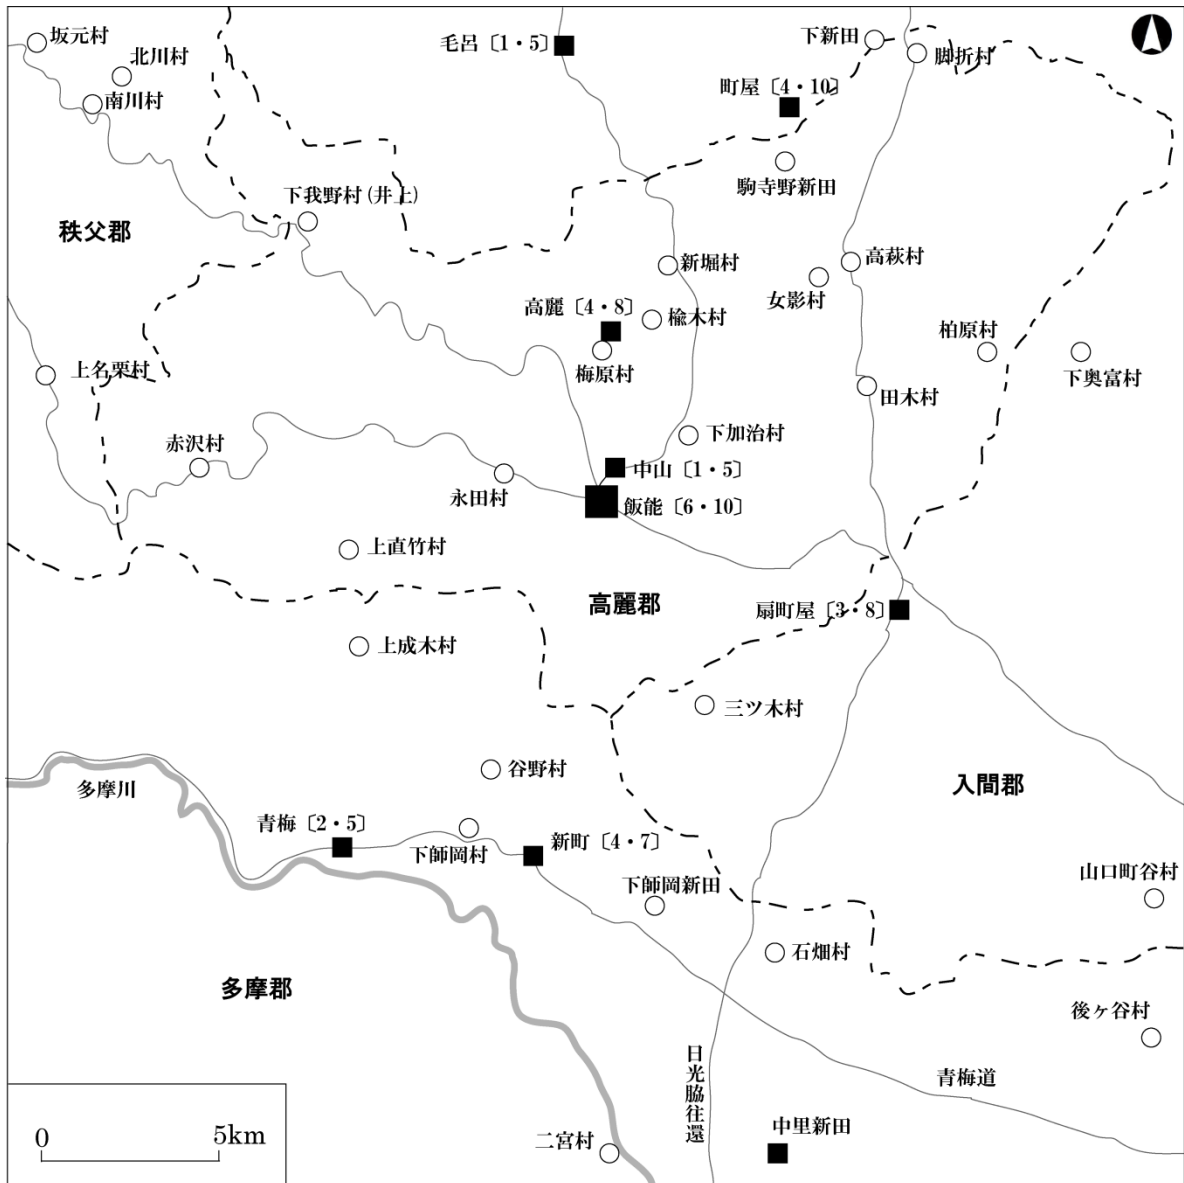 坂元村
北川村
南川村
毛呂〔1・5〕
下新田
脚折村
町屋〔4・10〕
駒寺野新田
下我野村(井上)
秩父郡
新堀村
高萩村
女影村
高麗〔4・8〕
楡木村
梅原村
柏原村
下奥富村
上名栗村
田木村
赤沢村
下加治村
中山〔1・5〕
永田村
飯能〔6・10〕
上直竹村
高麗郡
扇町屋〔3・8〕
上成木村
三ツ木村
谷野村
多摩川
入間郡
青梅〔2・5〕
新町〔4・7〕
下師岡村
下師岡新田
山口町谷村
石畑村
多摩郡
後ヶ谷村
日光脇往還
青梅道
中里新田
二宮村
0 5km